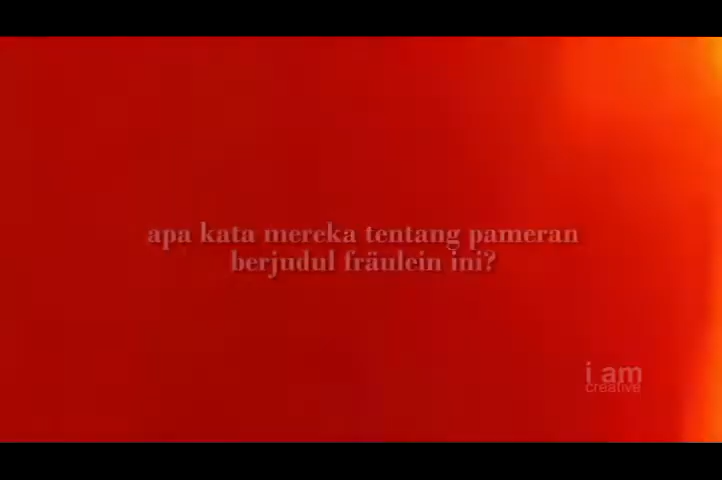 apa kata mereka tentang pameran
berjudul fräulein ini?
i am
creative